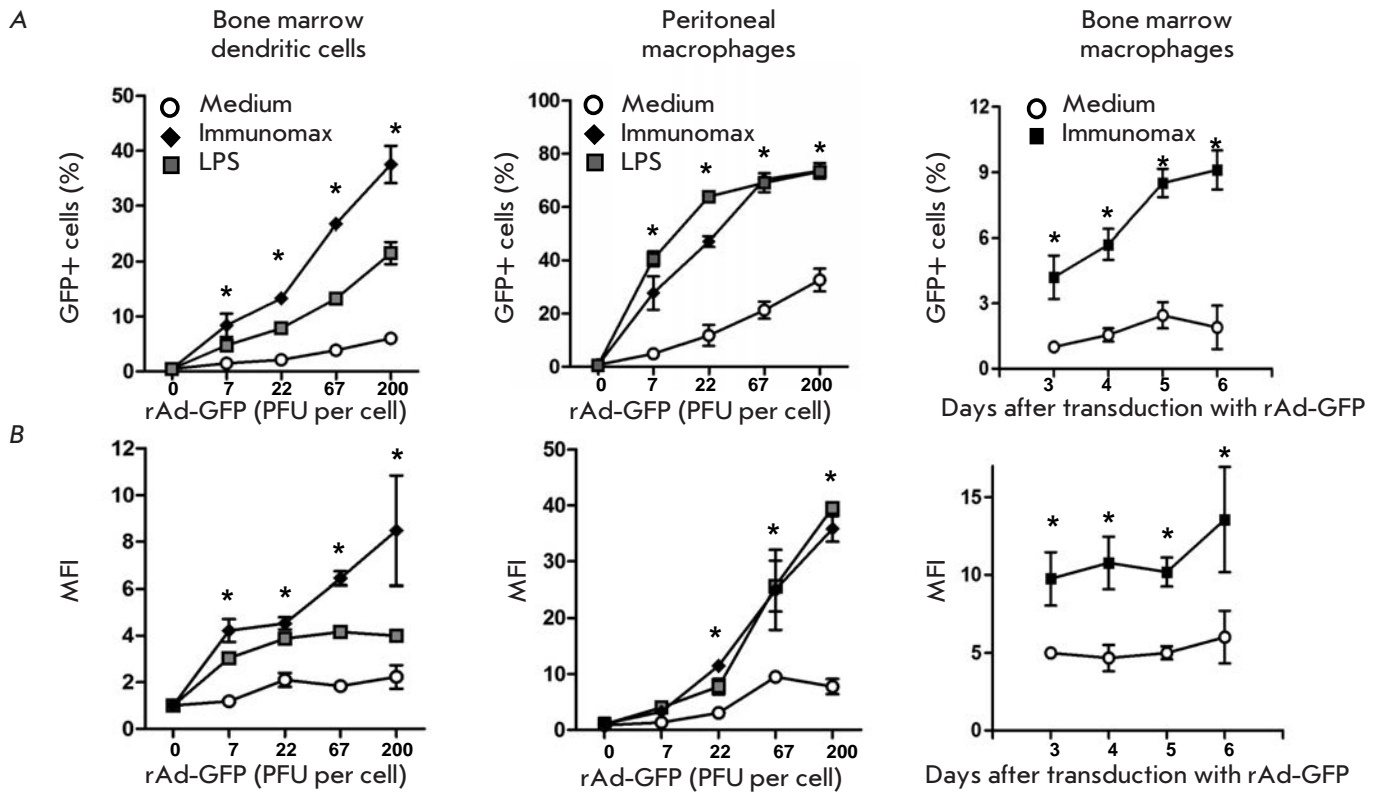 A
Bone marrow
dendritic cells
50
40
30
20
10
0
GFP+ cells (%)
Medium
Immunomax
LPS
*
*
*
*
0 7 22 67 200
rAd-GFP (PFU per cell)
Peritoneal
macrophages
100
80
60
40
20
0
GFP+ cells (%)
Medium
Immunomax
LPS
*
*
*
*
0 7 22 67 200
rAd-GFP (PFU per cell)
Bone marrow
macrophages
12
9
6
3
0
GFP+ cells (%)
Medium
Immunomax
*
*
*
*
3 4 5 6
Days after transduction with rAd-GFP
B
12
10
8
6
4
2
0
MFI
*
*
*
*
0 7 22 67 200
rAd-GFP (PFU per cell)
50
40
30
20
10
0
MFI
*
*
*
0 7 22 67 200
rAd-GFP (PFU per cell)
15
10
5
0
MFI
*
*
*
*
3 4 5 6
Days after transduction with rAd-GFP